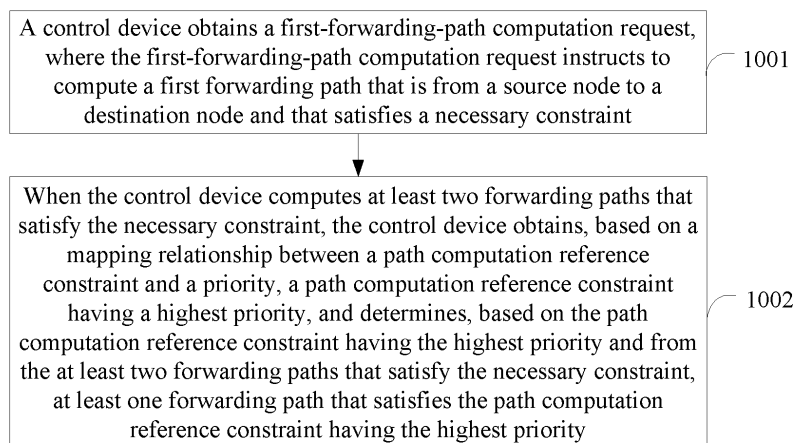 A control device obtains a first-forwarding-path computation request,
where the first-forwarding-path computation request instructs to
compute a first forwarding path that is from a source node to a
destination node and that satisfies a necessary constraint
1001
When the control device computes at least two forwarding paths that
satisfy the necessary constraint, the control device obtains, based on a
mapping relationship between a path computation reference
constraint and a priority, a path computation reference constraint
having a highest priority, and determines, based on the path
computation reference constraint having the highest priority and from
the at least two forwarding paths that satisfy the necessary constraint,
at least one forwarding path that satisfies the path computation
reference constraint having the highest priority
1002